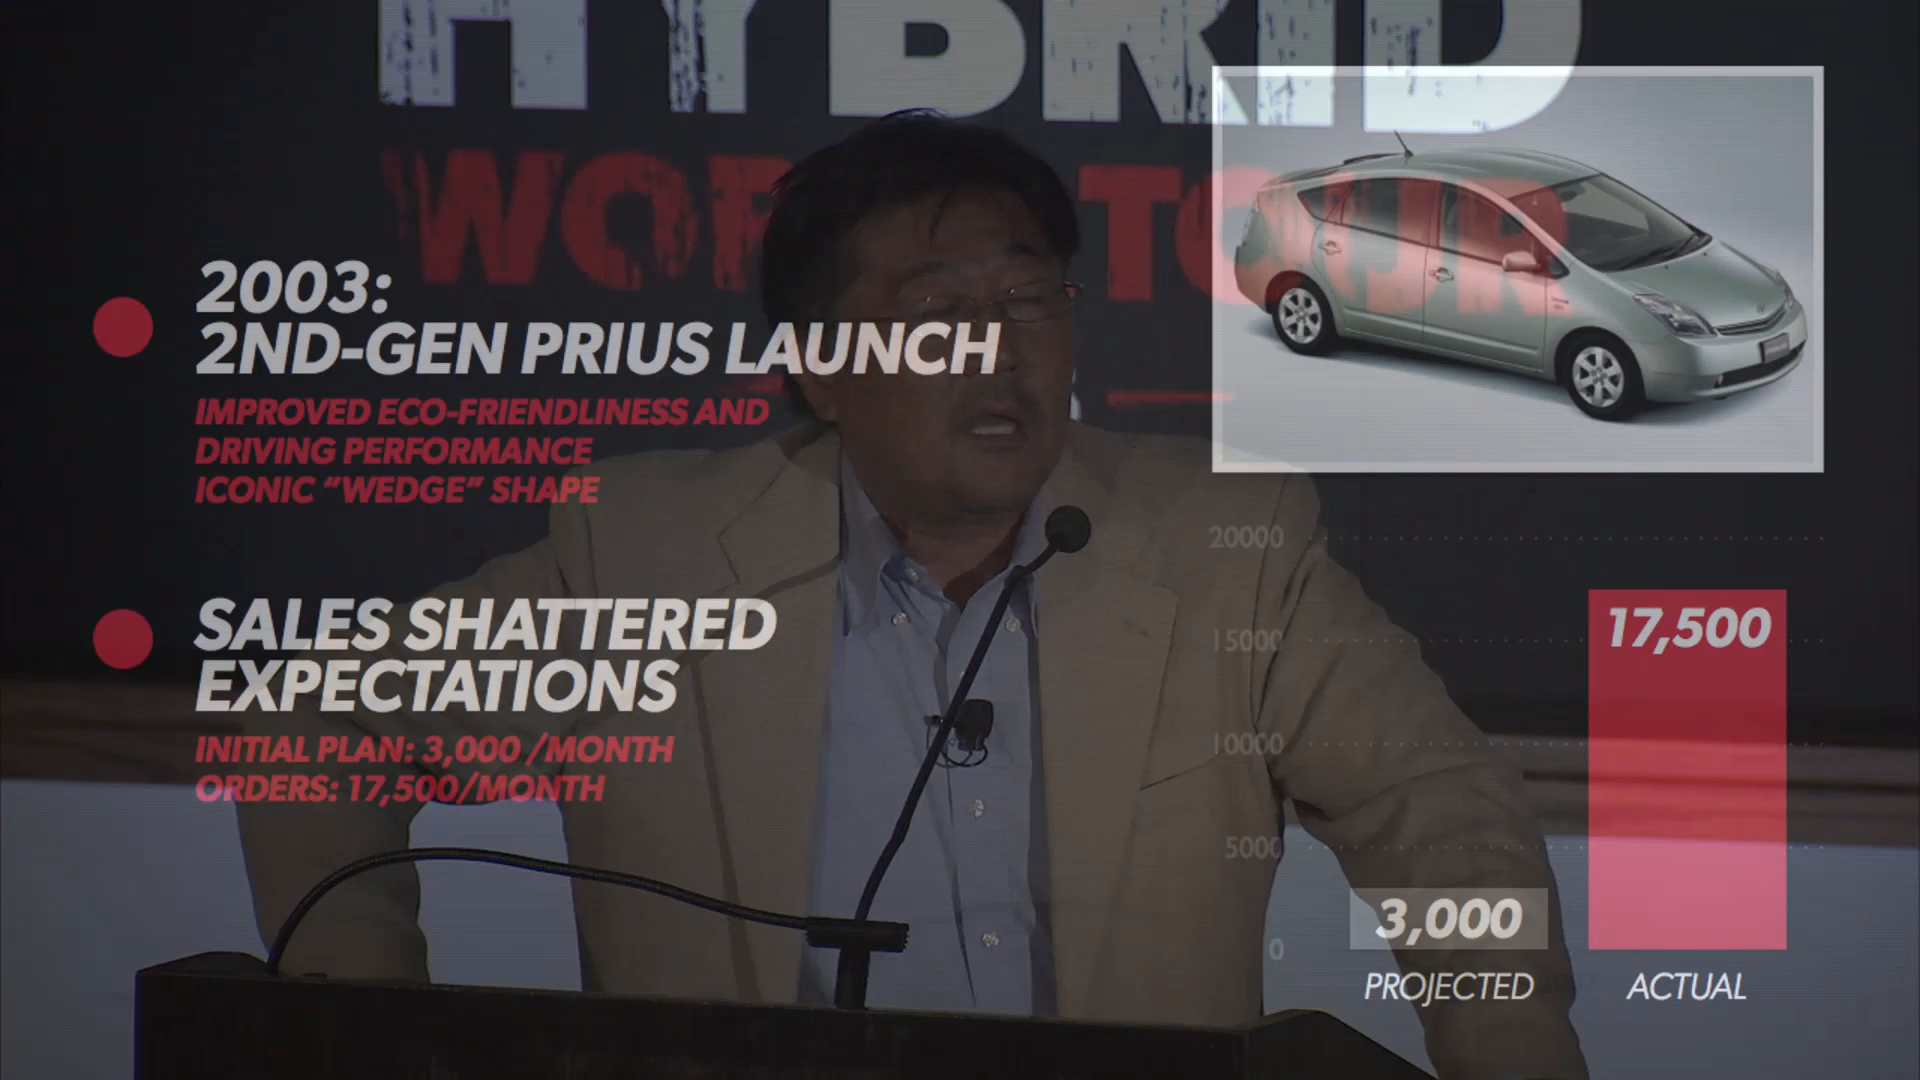 HYBRID
WORLD TOUR
2003:
2ND-GEN PRIUS LAUNCH
IMPROVED ECO-FRIENDLINESS AND
DRIVING PERFORMANCE
ICONIC “WEDGE” SHAPE
SALES SHATTERED
EXPECTATIONS
INITIAL PLAN: 3,000 /MONTH
ORDERS: 17,500/MONTH
20000
15000
10000
5000
0
17,500
3,000
PROJECTED
ACTUAL